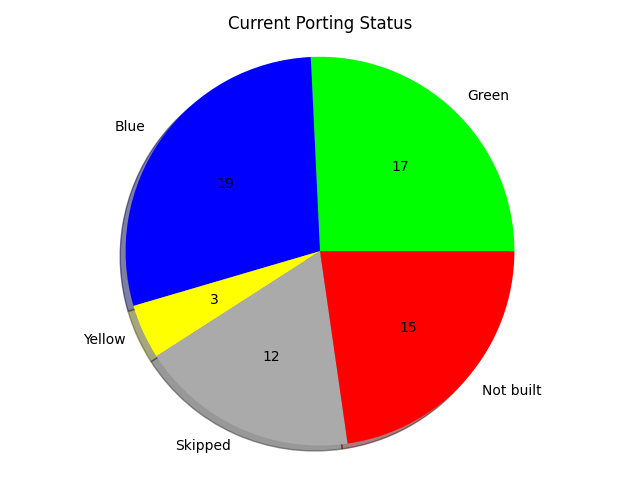 Current Porting Status
Green
17
Blue
19
Yellow
3
Skipped
12
Not built
15